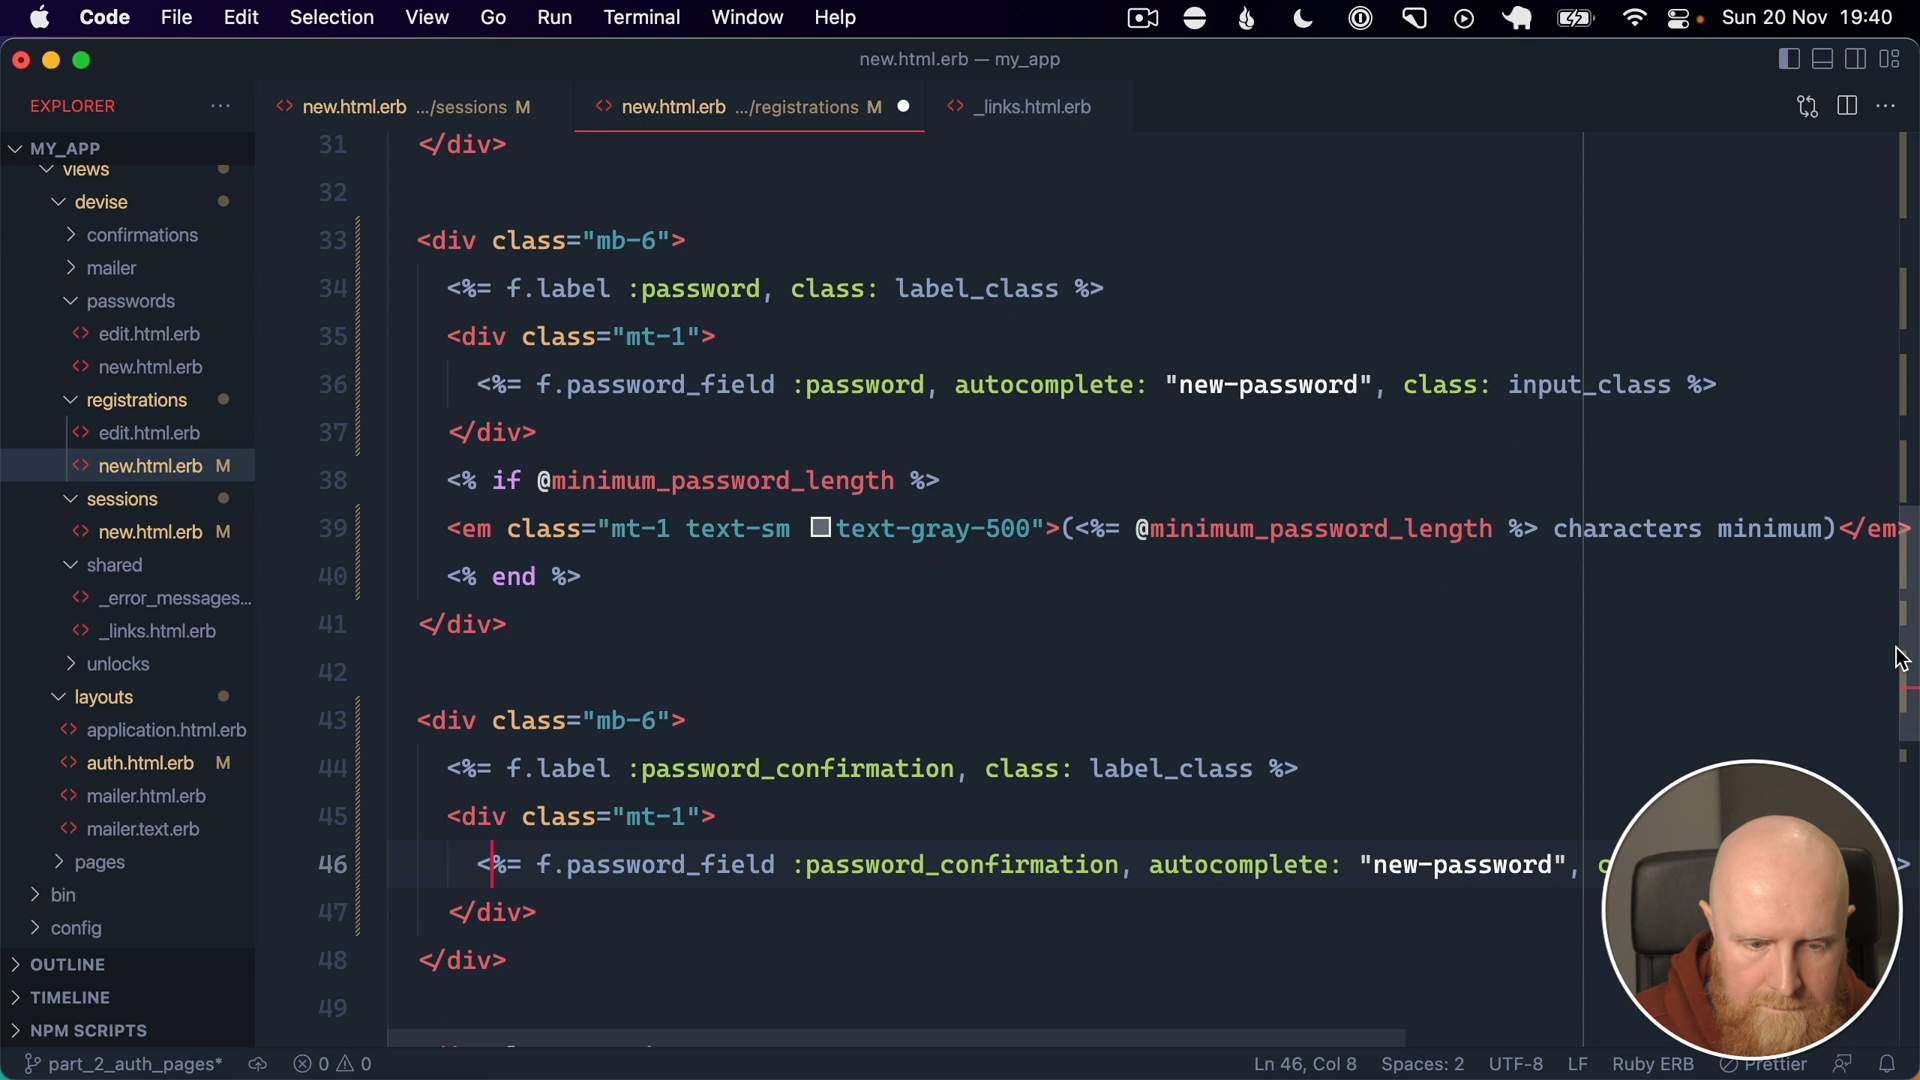 Code File Edit Selection View Go Run Terminal Window Help Sun 20 Nov 19:40
new.html.erb — my_app
EXPLORER
new.html.erb .../sessions M
new.html.erb .../registrations M
_links.html.erb
MY_APP
views
devise
confirmations
mailer
passwords
edit.html.erb
new.html.erb
registrations
edit.html.erb
new.html.erb M
sessions
new.html.erb M
shared
_error_messages...
_links.html.erb
unlocks
layouts
application.html.erb
auth.html.erb M
mailer.html.erb
mailer.text.erb
pages
bin
config
OUTLINE
TIMELINE
NPM SCRIPTS
31 </div>
32
33 <div class="mb-6">
34 <%= f.label :password, class: label_class %>
35 <div class="mt-1">
36 <%= f.password_field :password, autocomplete: "new-password", class: input_class %>
37 </div>
38 <% if @minimum_password_length %>
39 <em class="mt-1 text-sm text-gray-500">(<%= @minimum_password_length %> characters minimum)</em>
40 <% end %>
41 </div>
42
43 <div class="mb-6">
44 <%= f.label :password_confirmation, class: label_class %>
45 <div class="mt-1">
46 <%= f.password_field :password_confirmation, autocomplete: "new-password",
47 </div>
48 </div>
49
part_2_auth_pages* 0 0 Ln 46, Col 8 Spaces: 2 UTF-8 LF Ruby ERB Prettier